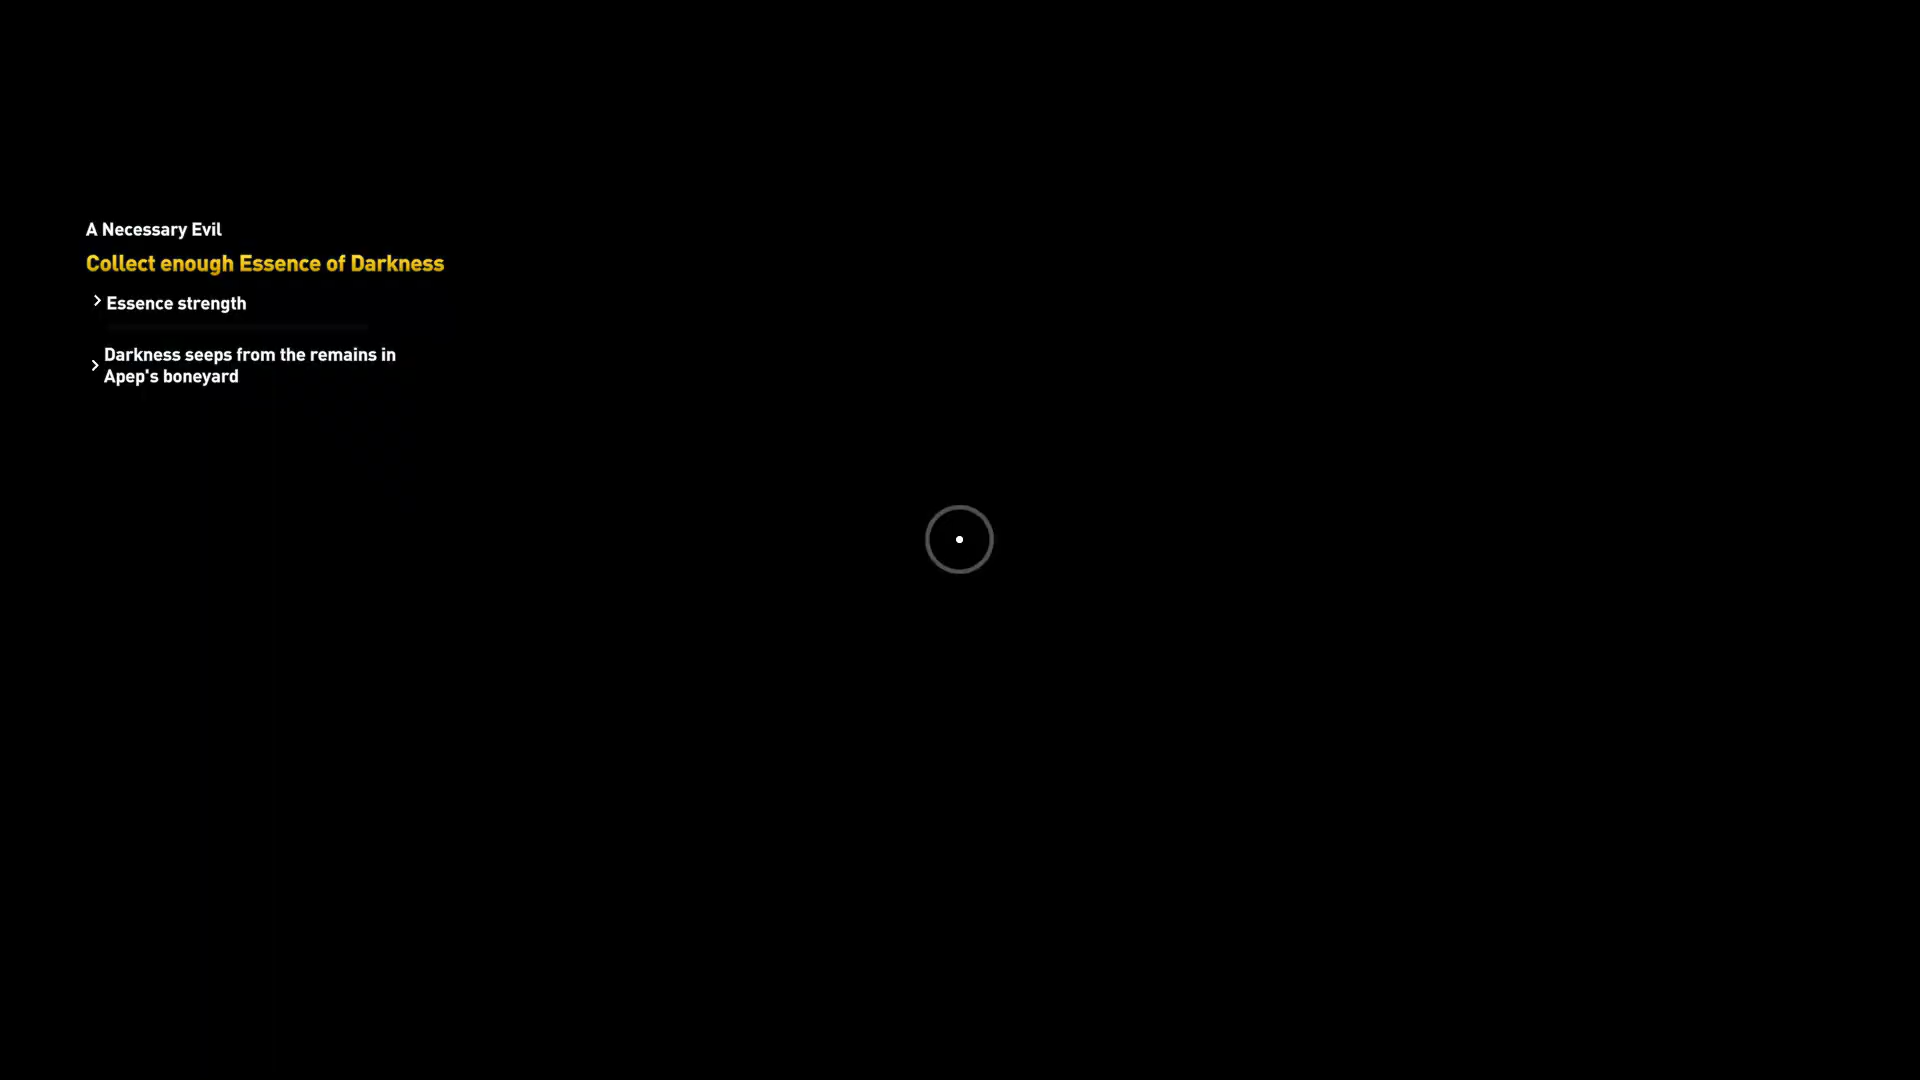 A Necessary Evil
Collect enough Essence of Darkness
Essence strength
Darkness seeps from the remains in
Apep's boneyard